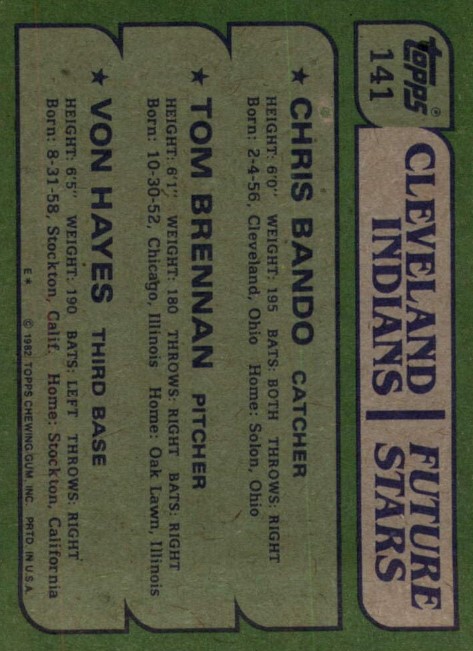 Topps®
141
CLEVELAND
INDIANS
FUTURE
STARS
★ CHRIS BANDO CATCHER
HEIGHT: 6'0" WEIGHT: 195 BATS: BOTH THROWS: RIGHT
Born: 2-4-56, Cleveland, Ohio Home: Solon, Ohio
★ TOM BRENNAN PITCHER
HEIGHT: 6'1" WEIGHT: 180 THROWS: RIGHT BATS: RIGHT
Born: 10-30-52, Chicago, Illinois Home: Oak Lawn, Illinois
★ VON HAYES THIRD BASE
HEIGHT: 6'5" WEIGHT: 190 BATS: LEFT THROWS: RIGHT
Born: 8-31-58, Stockton, Calif. Home: Stockton, California
E* © 1982 TOPPS CHEWING GUM, INC. PRTD. IN U.S.A.